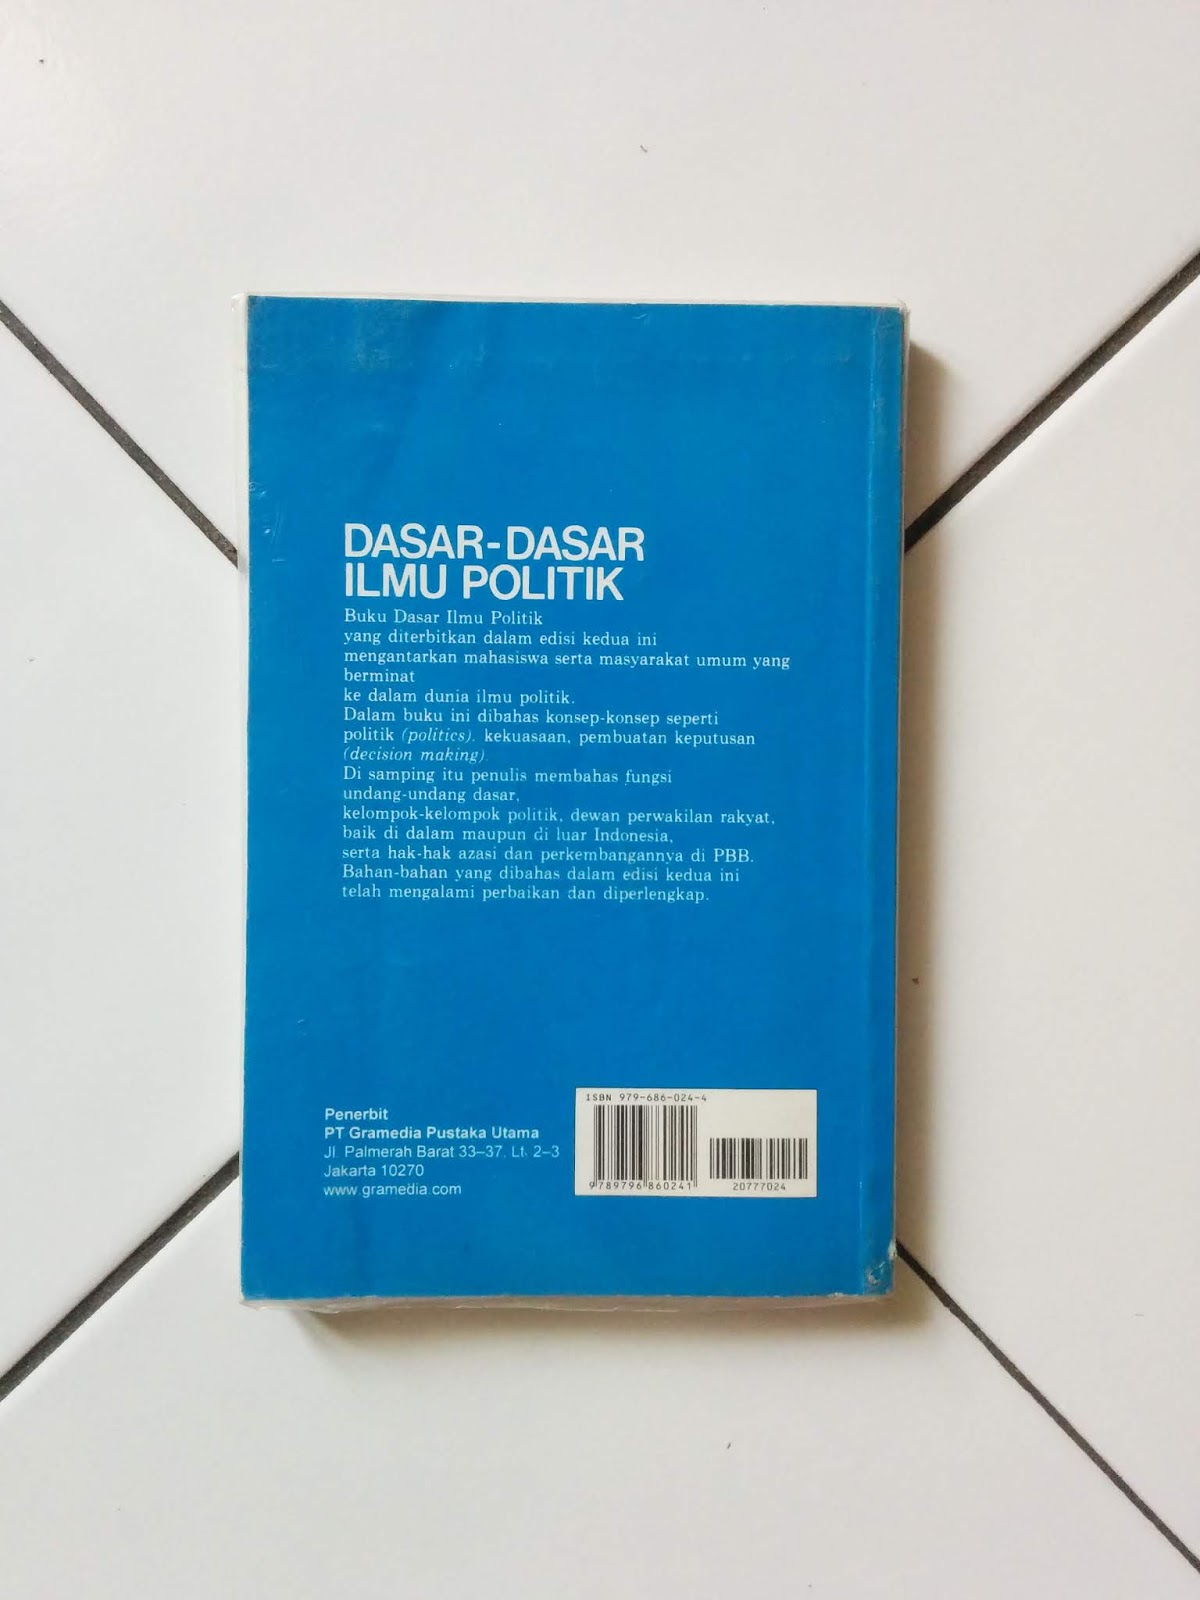 DASAR-DASAR
ILMU POLITIK
Buku Dasar Ilmu Politik
yang diterbitkan dalam edisi kedua ini
mengantarkan mahasiswa serta masyarakat umum yang
berminat
ke dalam dunia ilmu politik.
Dalam buku ini dibahas konsep-konsep seperti
politik (politics), kekuasaan, pembuatan keputusan
(decision making).
Di samping itu penulis membahas fungsi
undang-undang dasar,
kelompok-kelompok politik, dewan perwakilan rakyat,
baik di dalam maupun di luar Indonesia,
serta hak-hak azasi dan perkembangannya di PBB.
Bahan-bahan yang dibahas dalam edisi kedua ini
telah mengalami perbaikan dan diperlengkap.
Penerbit
PT Gramedia Pustaka Utama
Jl. Palmerah Barat 33–37, Lt. 2–3
Jakarta 10270
www.gramedia.com
ISBN 979-686-024-4
9789796860241
20777024